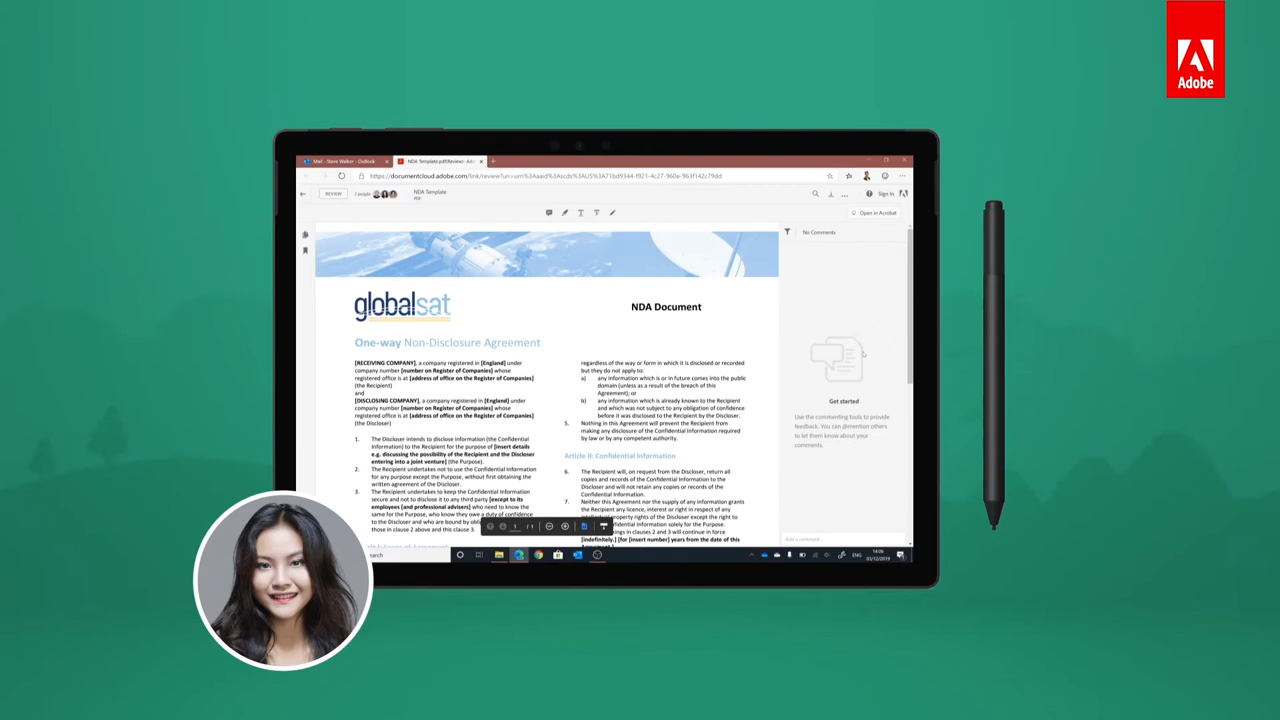 Adobe
Mail - Steve Walker - Outlook
NDA Template.pdf(Review)- Ado
https://documentcloud.adobe.com/link/review?uri=urn%3Aaaid%3Ascds%3AUS%3A71bd9344-f921-4c27-960e-963f142c79dd
REVIEW
3 people
NDA Template
PDF
Sign In
Open in Acrobat
No Comments
globalsat
NDA Document
One-way Non-Disclosure Agreement
[RECEIVING COMPANY], a company registered in [England] under
company number [number on Register of Companies] whose
registered office is at [address of office on the Register of Companies]
(the Recipient)
and
[DISCLOSING COMPANY], a company registered in [England] under
company number [number on Register of Companies] whose
registered office is at [address of office on the Register of Companies]
(the Discloser)
1. The Discloser intends to disclose information (the Confidential
Information) to the Recipient for the purpose of [insert details
e.g. discussing the possibility of the Recipient and the Discloser
entering into a joint venture] (the Purpose).
2. The Recipient undertakes not to use the Confidential Information
for any purpose except the Purpose, without first obtaining the
written agreement of the Discloser.
3. The Recipient undertakes to keep the Confidential Information
secure and not to disclose it to any third party [except to its
employees [and professional advisers] who need to know the
same for the Purpose, who know they owe a duty of confidence
to the Discloser and who are bound by
those in clause 2 above and this clause 3.
regardless of the way or form in which it is disclosed or recorded
but they do not apply to:
a) any information which is or in future comes into the public
domain (unless as a result of the breach of this
Agreement); or
b) any information which is already known to the Recipient
and which was not subject to any obligation of confidence
before it was disclosed to the Recipient by the Discloser.
5. Nothing in this Agreement will prevent the Recipient from
making any disclosure of the Confidential Information required
by law or by any competent authority.
Article II: Confidential Information
6. The Recipient will, on request from the Discloser, return all
copies and records of the Confidential Information to the
Discloser and will not retain any copies or records of the
Confidential Information.
7. Neither this Agreement nor the supply of any information grants
the Recipient any licence, interest or right in respect of any
intellectual property rights of the Discloser except the right to
Confidential Information solely for the Purpose.
in clauses 2 and 3 will continue in force
[indefinitely.] [for [insert number] years from the date of this
1 / 1
Get started
Use the commenting tools to provide
feedback. You can @mention others
to let them know about your
comments.
Add a comment
search
ENG
14:06
03/12/2019